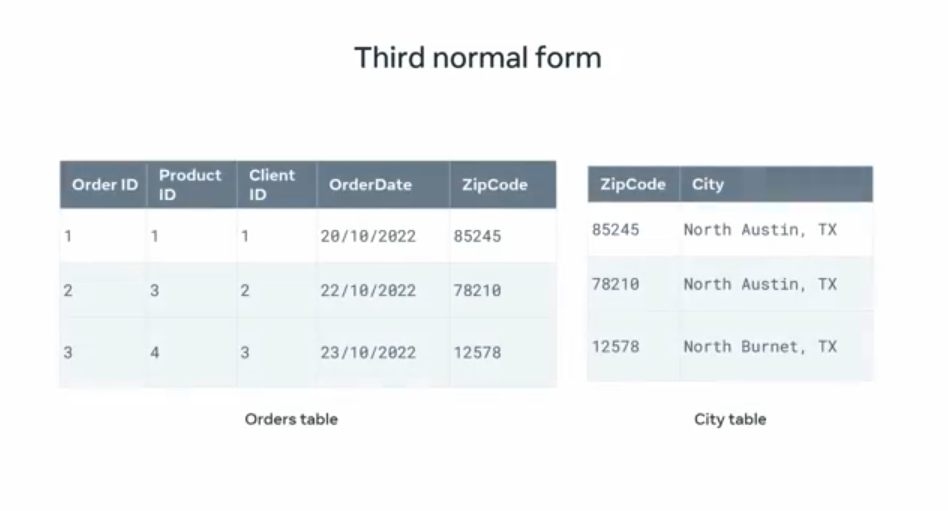 Third normal form
Order ID Product ID Client ID OrderDate ZipCode
1 1 1 20/10/2022 85245
2 3 2 22/10/2022 78210
3 4 3 23/10/2022 12578
Orders table
ZipCode City
85245 North Austin, TX
78210 North Austin, TX
12578 North Burnet, TX
City table